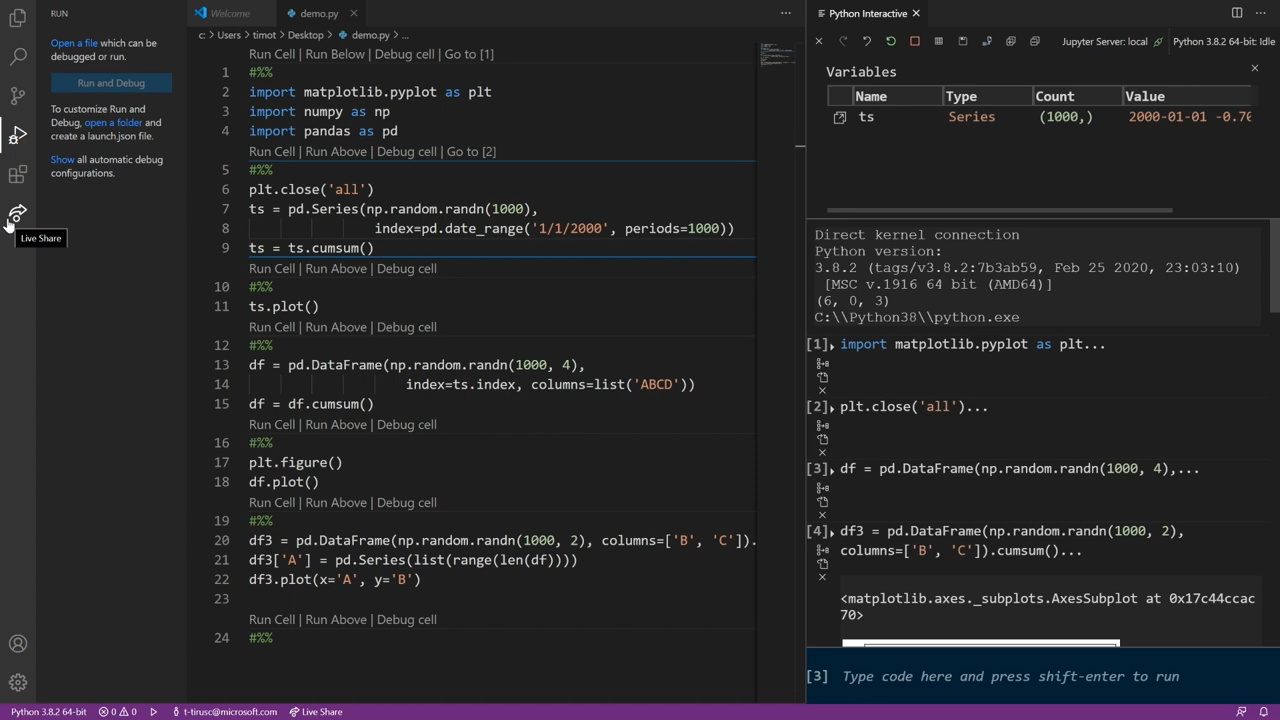 RUN
Open a file which can be
debugged or run.
Run and Debug
To customize Run and
Debug, open a folder and
create a launch.json file.
Show all automatic debug
configurations.
Live Share
Welcome
demo.py
c: > Users > timot > Desktop > demo.py > ...
Run Cell | Run Below | Debug cell | Go to [1]
1 #%%
2 import matplotlib.pyplot as plt
3 import numpy as np
4 import pandas as pd
Run Cell | Run Above | Debug cell | Go to [2]
5 #%%
6 plt.close('all')
7 ts = pd.Series(np.random.randn(1000),
8 index=pd.date_range('1/1/2000', periods=1000))
9 ts = ts.cumsum()
Run Cell | Run Above | Debug cell
10 #%%
11 ts.plot()
Run Cell | Run Above | Debug cell
12 #%%
13 df = pd.DataFrame(np.random.randn(1000, 4),
14 index=ts.index, columns=list('ABCD'))
15 df = df.cumsum()
Run Cell | Run Above | Debug cell
16 #%%
17 plt.figure()
18 df.plot()
Run Cell | Run Above | Debug cell
19 #%%
20 df3 = pd.DataFrame(np.random.randn(1000, 2), columns=['B', 'C']).
21 df3['A'] = pd.Series(list(range(len(df))))
22 df3.plot(x='A', y='B')
23
Run Cell | Run Above | Debug cell
24 #%%
Python Interactive
Jupyter Server: local
Python 3.8.2 64-bit: Idle
Variables
Name Type Count Value
ts Series (1000,) 2000-01-01 -0.70
Direct kernel connection
Python version:
3.8.2 (tags/v3.8.2:7b3ab59, Feb 25 2020, 23:03:10)
[MSC v.1916 64 bit (AMD64)]
(6, 0, 3)
C:\\Python38\\python.exe
[1] import matplotlib.pyplot as plt...
[2] plt.close('all')...
[3] df = pd.DataFrame(np.random.randn(1000, 4),...
[4] df3 = pd.DataFrame(np.random.randn(1000, 2),
columns=['B', 'C']).cumsum()...
<matplotlib.axes._subplots.AxesSubplot at 0x17c44ccac
70>
[3] Type code here and press shift-enter to run
Python 3.8.2 64-bit 0 0 t-tirusc@microsoft.com Live Share